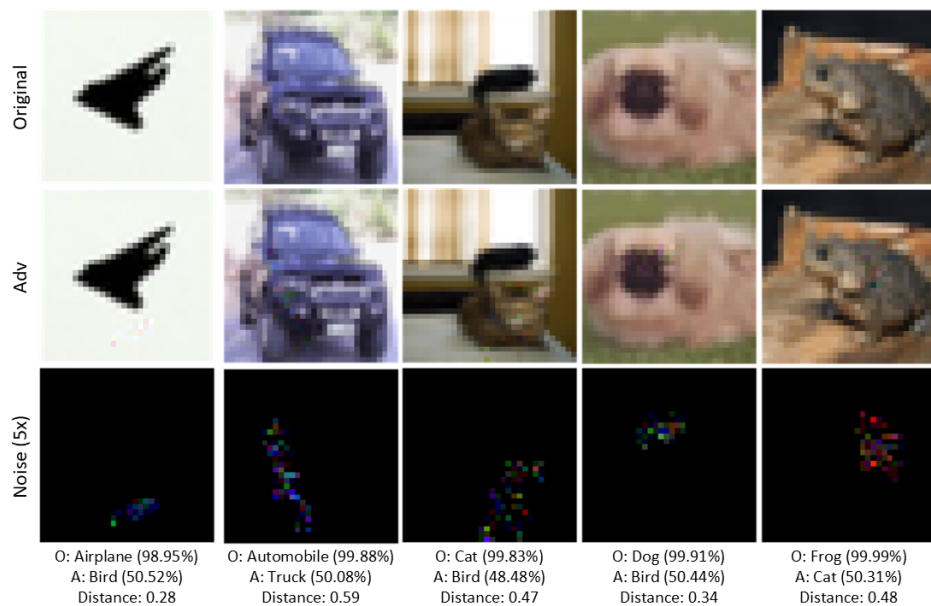 Original
Adv
Noise (5x)
O: Airplane (98.95%)
A: Bird (50.52%)
Distance: 0.28
O: Automobile (99.88%)
A: Truck (50.08%)
Distance: 0.59
O: Cat (99.83%)
A: Bird (48.48%)
Distance: 0.47
O: Dog (99.91%)
A: Bird (50.44%)
Distance: 0.34
O: Frog (99.99%)
A: Cat (50.31%)
Distance: 0.48